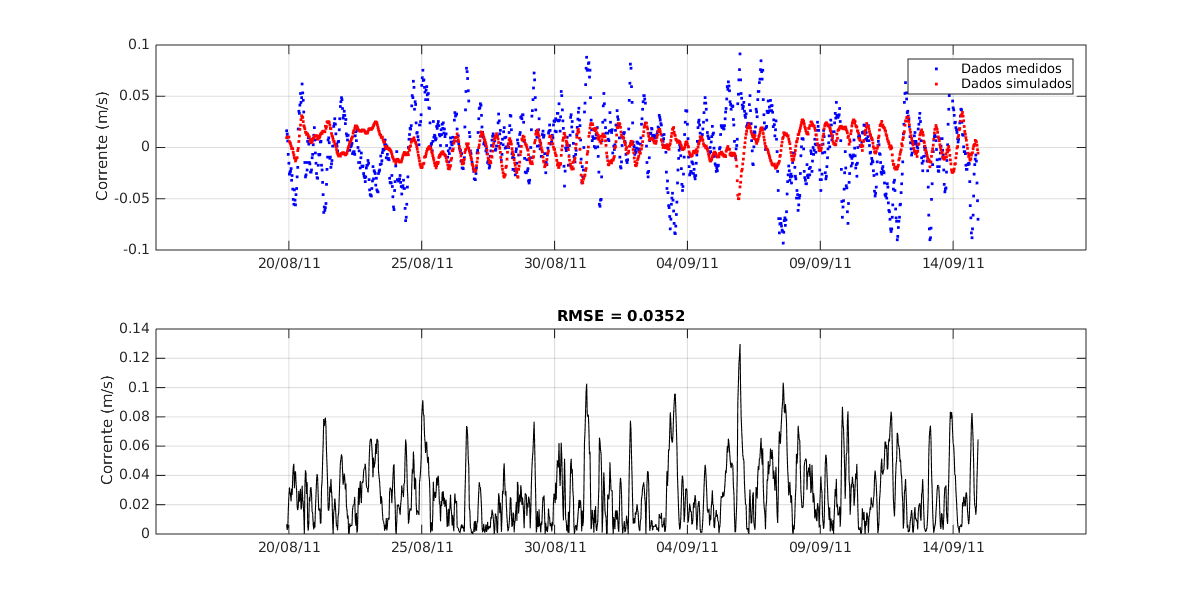 0.1
0.05
0
-0.05
-0.1
Corrente (m/s)
Dados medidos
Dados simulados
20/08/11 25/08/11 30/08/11 04/09/11 09/09/11 14/09/11
RMSE = 0.0352
0.14
0.12
0.1
0.08
0.06
0.04
0.02
0
Corrente (m/s)
20/08/11 25/08/11 30/08/11 04/09/11 09/09/11 14/09/11